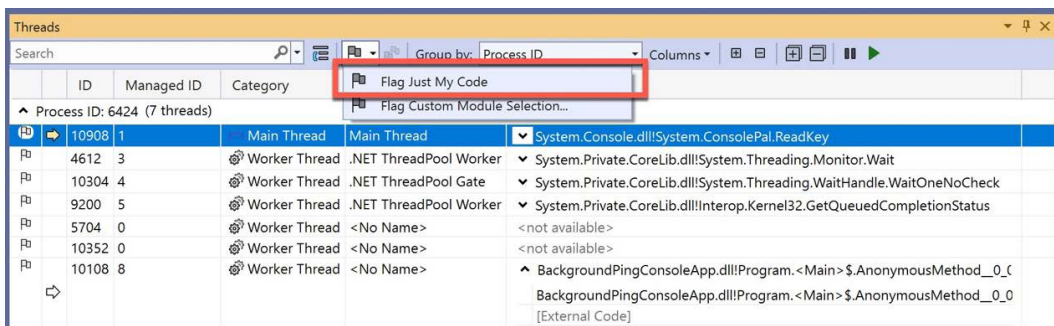 Threads
Search Group by: Process ID Columns
Flag Just My Code
ID Managed ID Category
Flag Custom Module Selection...
Process ID: 6424 (7 threads)
10908 1 Main Thread Main Thread System.Console.dll!System.ConsolePal.ReadKey
4612 3 Worker Thread .NET ThreadPool Worker System.Private.CoreLib.dll!System.Threading.Monitor.Wait
10304 4 Worker Thread .NET ThreadPool Gate System.Private.CoreLib.dll!System.Threading.WaitHandle.WaitOneNoCheck
9200 5 Worker Thread .NET ThreadPool Worker System.Private.CoreLib.dll!Interop.Kernel32.GetQueuedCompletionStatus
5704 0 Worker Thread <No Name> <not available>
10352 0 Worker Thread <No Name> <not available>
10108 8 Worker Thread <No Name> BackgroundPingConsoleApp.dll!Program.<Main>$.AnonymousMethod__0_0
BackgroundPingConsoleApp.dll!Program.<Main>$.AnonymousMethod__0_0
[External Code]